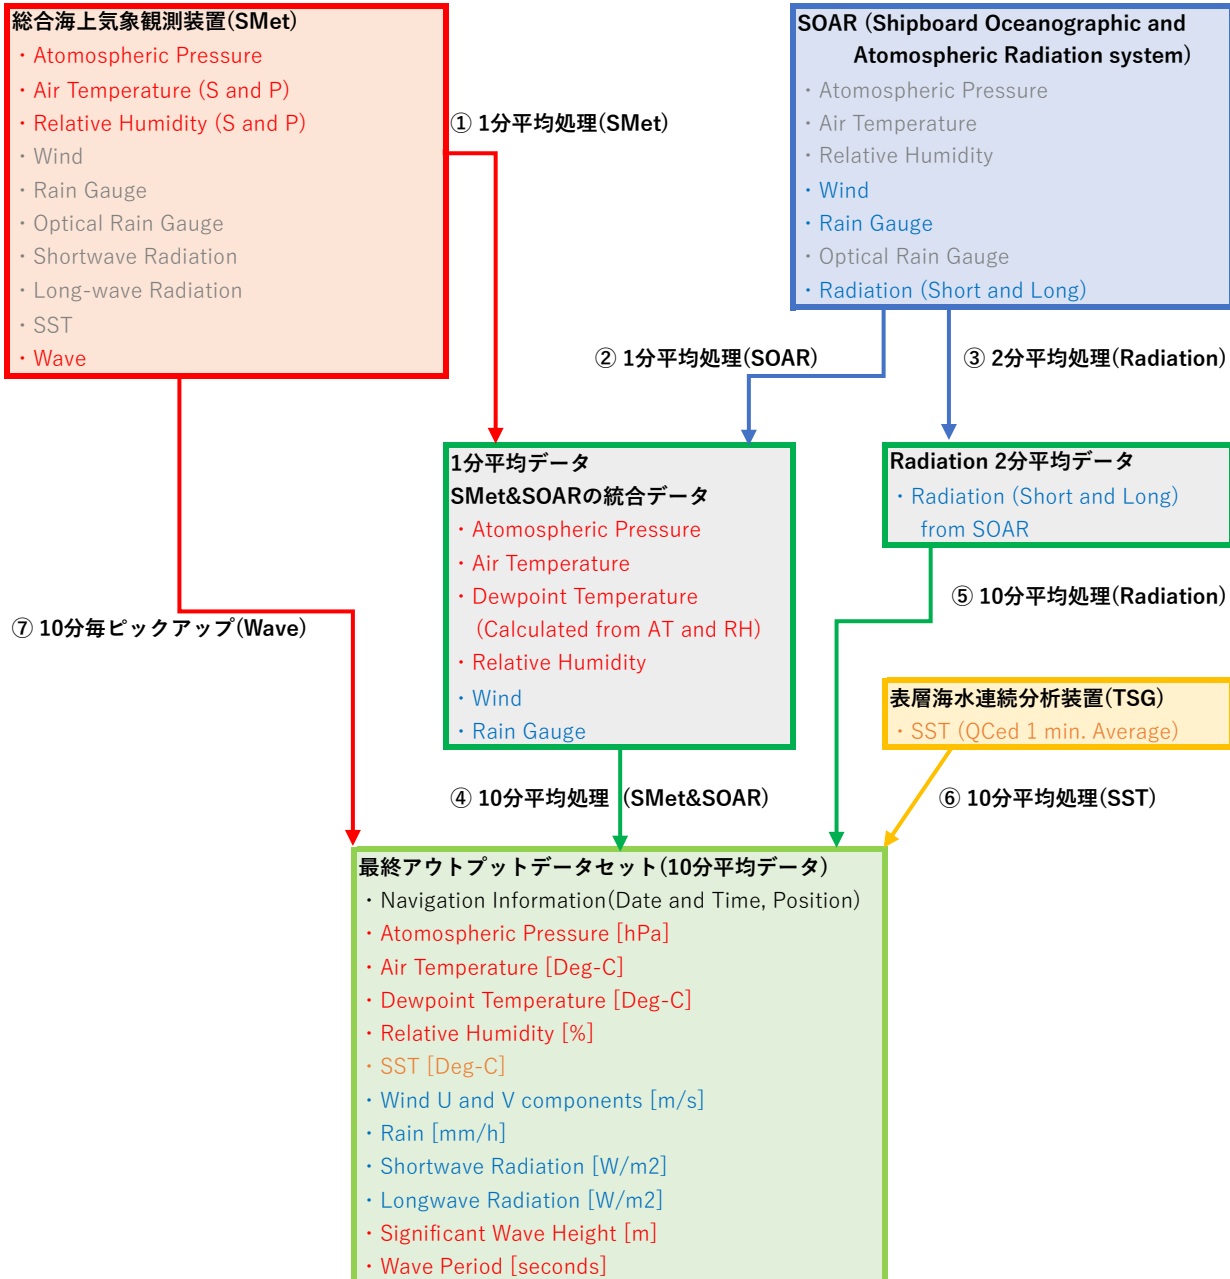 総合海上気象観測装置(SMet)
・Atomospheric Pressure
・Air Temperature (S and P)
・Relative Humidity (S and P)
・Wind
・Rain Gauge
・Optical Rain Gauge
・Shortwave Radiation
・Long-wave Radiation
・SST
・Wave
SOAR (Shipboard Oceanographic and
Atomospheric Radiation system)
・Atomospheric Pressure
・Air Temperature
・Relative Humidity
・Wind
・Rain Gauge
・Optical Rain Gauge
・Radiation (Short and Long)
① 1分平均処理(SMet)
② 1分平均処理(SOAR)
③ 2分平均処理(Radiation)
1分平均データ
SMet&SOARの統合データ
・Atomospheric Pressure
・Air Temperature
・Dewpoint Temperature
(Calculated from AT and RH)
・Relative Humidity
・Wind
・Rain Gauge
Radiation 2分平均データ
・Radiation (Short and Long)
from SOAR
⑤ 10分平均処理(Radiation)
⑦ 10分毎ピックアップ(Wave)
表層海水連続分析装置(TSG)
・SST (QCed 1 min. Average)
④ 10分平均処理 (SMet&SOAR)
⑥ 10分平均処理(SST)
最終アウトプットデータセット(10分平均データ)
・Navigation Information(Date and Time, Position)
・Atomospheric Pressure [hPa]
・Air Temperature [Deg-C]
・Dewpoint Temperature [Deg-C]
・Relative Humidity [%]
・SST [Deg-C]
・Wind U and V components [m/s]
・Rain [mm/h]
・Shortwave Radiation [W/m2]
・Longwave Radiation [W/m2]
・Significant Wave Height [m]
・Wave Period [seconds]